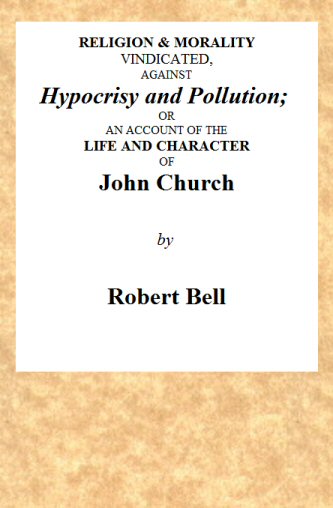 RELIGION & MORALITY
VINDICATED,
AGAINST
Hypocrisy and Pollution;
OR
AN ACCOUNT OF THE
LIFE AND CHARACTER
OF
John Church
by
Robert Bell